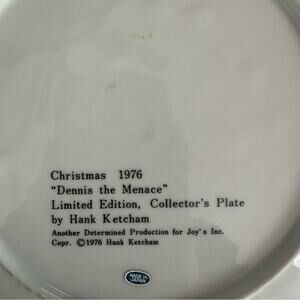 Christmas 1976
"Dennis the Menace"
Limited Edition, Collector's Plate
by Hank Ketcham
Another Determined Production for Joy's Inc.
Copr. ©1976 Hank Ketcham
MADE IN
JAPAN